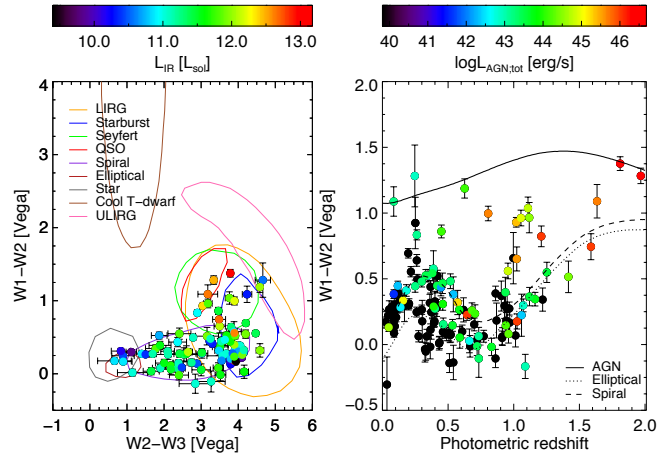 10.0 11.0 12.0 13.0
L_IR [L_sol]
40 41 42 43 44 45 46
logL_AGN;tot [erg/s]
4
3
2
1
0
W1−W2 [Vega]
LIRG
Starburst
Seyfert
QSO
Spiral
Elliptical
Star
Cool T−dwarf
ULIRG
−1 0 1 2 3 4 5 6
W2−W3 [Vega]
2.0
1.5
1.0
0.5
0.0
−0.5
W1−W2 [Vega]
AGN
Elliptical
Spiral
0.0 0.5 1.0 1.5 2.0
Photometric redshift